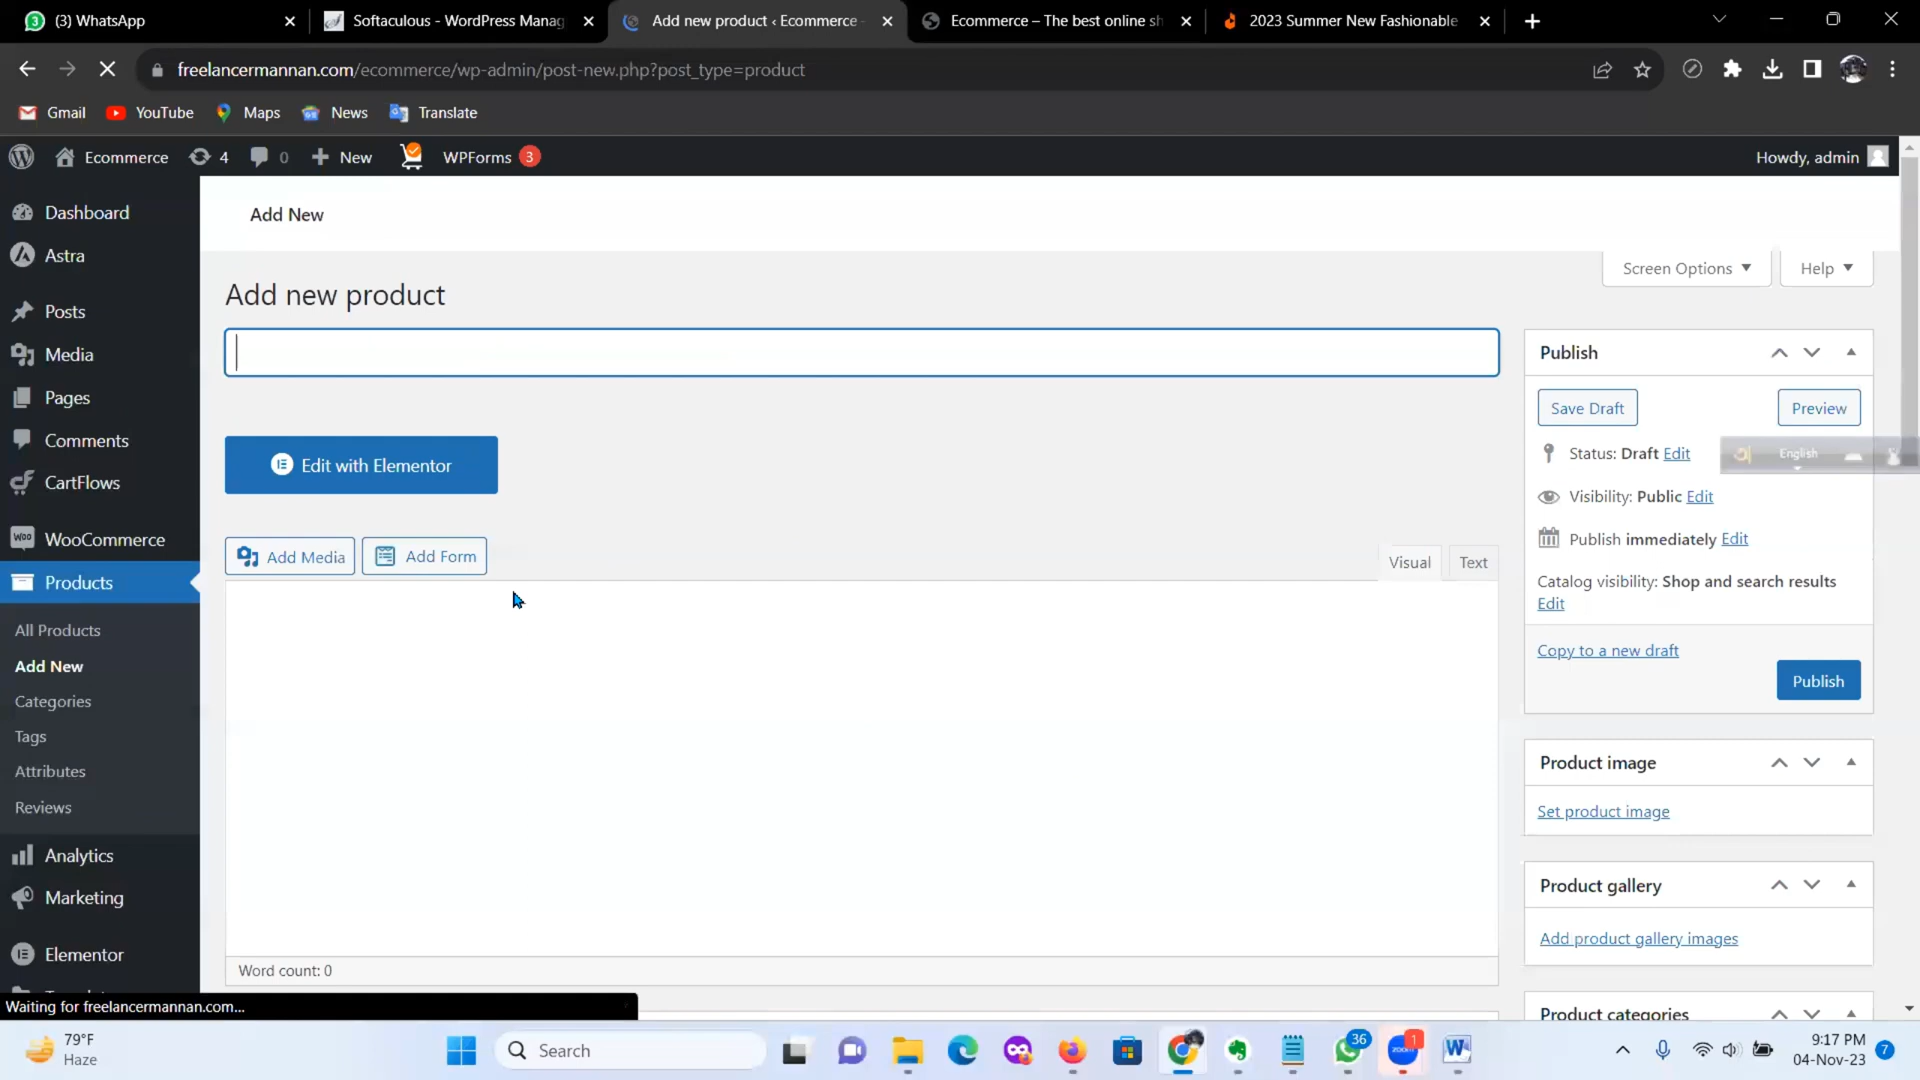 (3) WhatsApp
Softaculous - WordPress Manag
Add new product ‹ Ecommerce -
Ecommerce – The best online sh
2023 Summer New Fashionable
freelancermannan.com/ecommerce/wp-admin/post-new.php?post_type=product
Gmail YouTube Maps News Translate
Ecommerce 4 0 New WPForms 3 Howdy, admin
Dashboard
Astra
Posts
Media
Pages
Comments
CartFlows
Woo WooCommerce
Products
All Products
Add New
Categories
Tags
Attributes
Reviews
Analytics
Marketing
Elementor
Add New
Screen Options Help
Add new product
Edit with Elementor
Add Media Add Form
Visual Text
Word count: 0
Publish
Save Draft Preview
Status: Draft Edit
English
Visibility: Public Edit
Publish immediately Edit
Catalog visibility: Shop and search results
Edit
Copy to a new draft
Publish
Product image
Set product image
Product gallery
Add product gallery images
Product categories
Waiting for freelancermannan.com...
79°F
Haze
Search
36
zoom 1
9:17 PM
04-Nov-23
7